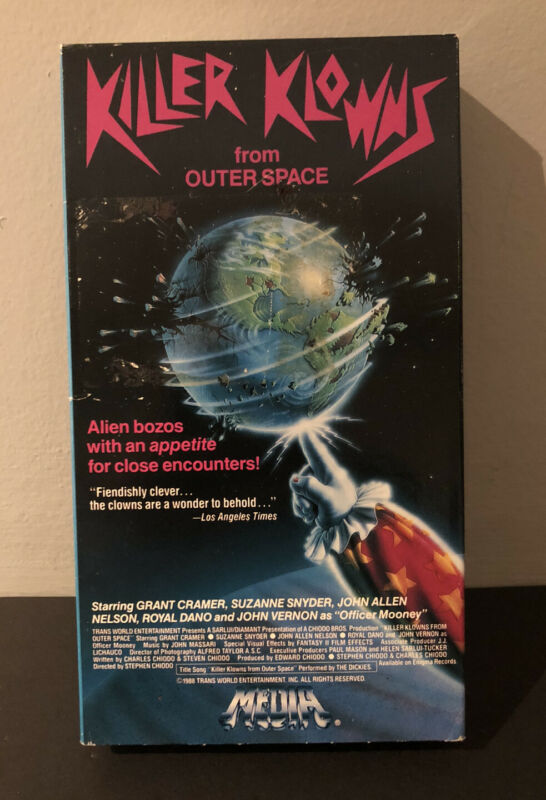 KILLER KLOWNS
from
OUTER SPACE
Alien bozos
with an appetite
for close encounters!
"Fiendishly clever...
the clowns are a wonder to behold..."
—Los Angeles Times
Starring GRANT CRAMER, SUZANNE SNYDER, JOHN ALLEN
NELSON, ROYAL DANO and JOHN VERNON as "Officer Mooney"
TRANS WORLD ENTERTAINMENT Presents A SARLUI/DIAMANT Presentation of A CHIODO BROS. Production "KILLER KLOWNS FROM
OUTER SPACE" Starring GRANT CRAMER ● SUZANNE SNYDER ● JOHN ALLEN NELSON ● ROYAL DANO and JOHN VERNON as
Officer Mooney Music by JOHN MASSARI Special Visual Effects by FANTASY II FILM EFFECTS Associate Producer J.J.
LICHAUCO Director of Photography ALFRED TAYLOR A.S.C. Executive Producers PAUL MASON and HELEN SARLUI-TUCKER
Written by CHARLES CHIODO & STEVEN CHIODO Produced by EDWARD CHIODO ● STEPHEN CHIODO & CHARLES CHIODO
Directed by STEPHEN CHIODO Title Song "Killer Klowns from Outer Space" Performed by THE DICKIES. Available on Enigma Records
©1988 TRANS WORLD ENTERTAINMENT, INC. ALL RIGHTS RESERVED.
MEDIA®